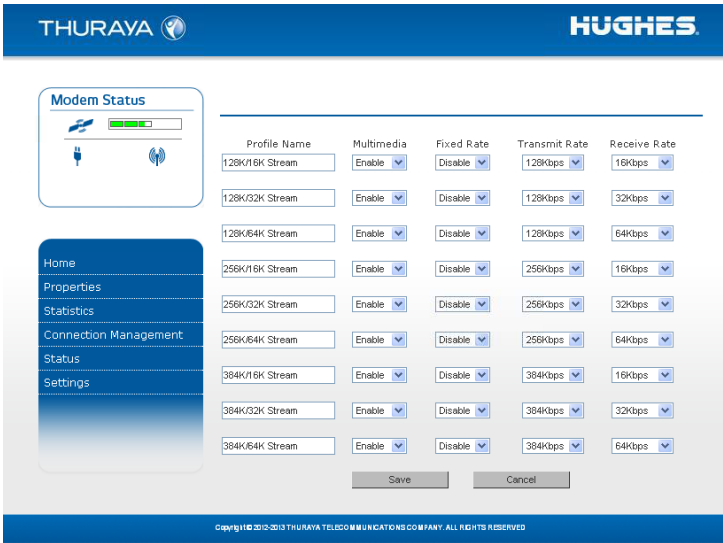 THURAYA
HUGHES.
Modem Status
Profile Name Multimedia Fixed Rate Transmit Rate Receive Rate
128K/16K Stream Enable Disable 128Kbps 16Kbps
128K/32K Stream Enable Disable 128Kbps 32Kbps
128K/64K Stream Enable Disable 128Kbps 64Kbps
256K/16K Stream Enable Disable 256Kbps 16Kbps
256K/32K Stream Enable Disable 256Kbps 32Kbps
256K/64K Stream Enable Disable 256Kbps 64Kbps
384K/16K Stream Enable Disable 384Kbps 16Kbps
384K/32K Stream Enable Disable 384Kbps 32Kbps
384K/64K Stream Enable Disable 384Kbps 64Kbps
Save Cancel
Home
Properties
Statistics
Connection Management
Status
Settings
Copyright © 2012-2013 THURAYA TELECOMMUNICATIONS COMPANY. ALL RIGHTS RESERVED